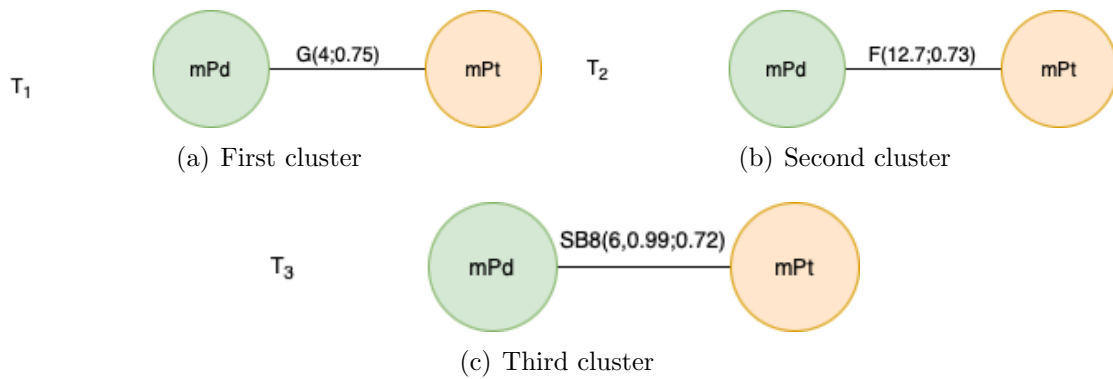 T₁
mPd
G(4;0.75)
mPt
(a) First cluster
T₂
mPd
F(12.7;0.73)
mPt
(b) Second cluster
T₃
mPd
SB8(6,0.99;0.72)
mPt
(c) Third cluster